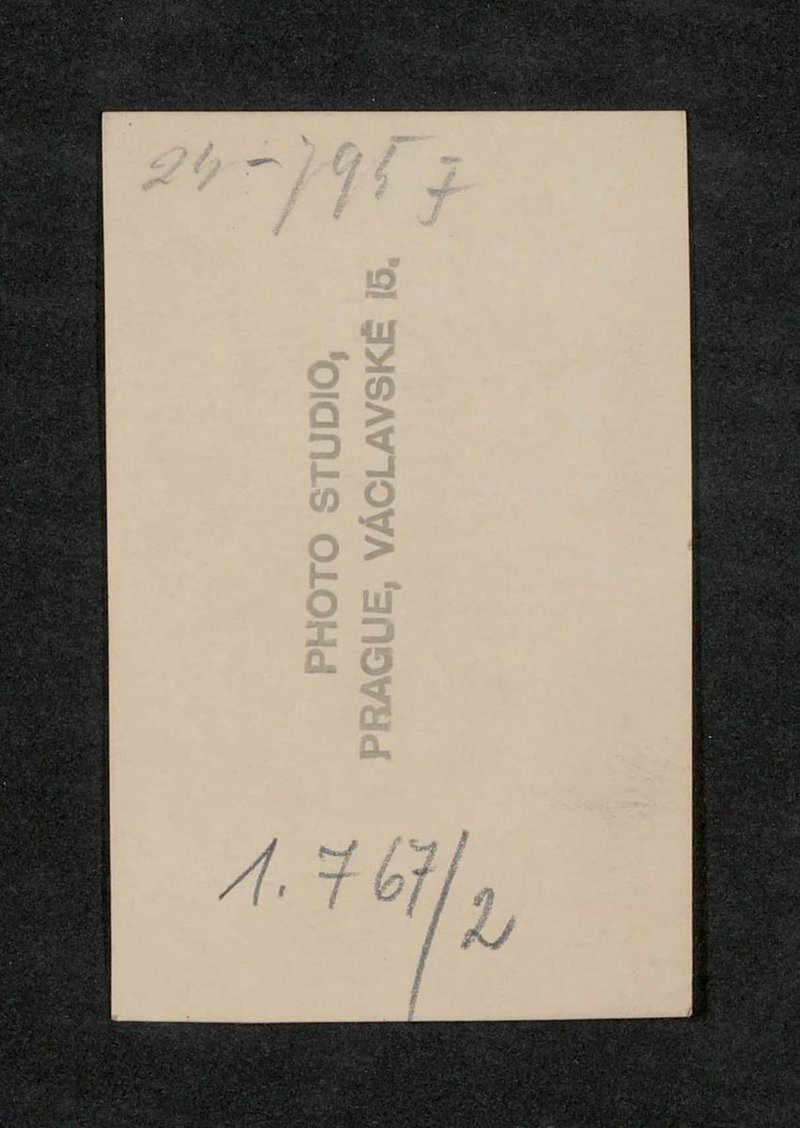 24-795 F
PHOTO STUDIO,
PRAGUE, VÁCLAVSKÉ 15.
1.767/2